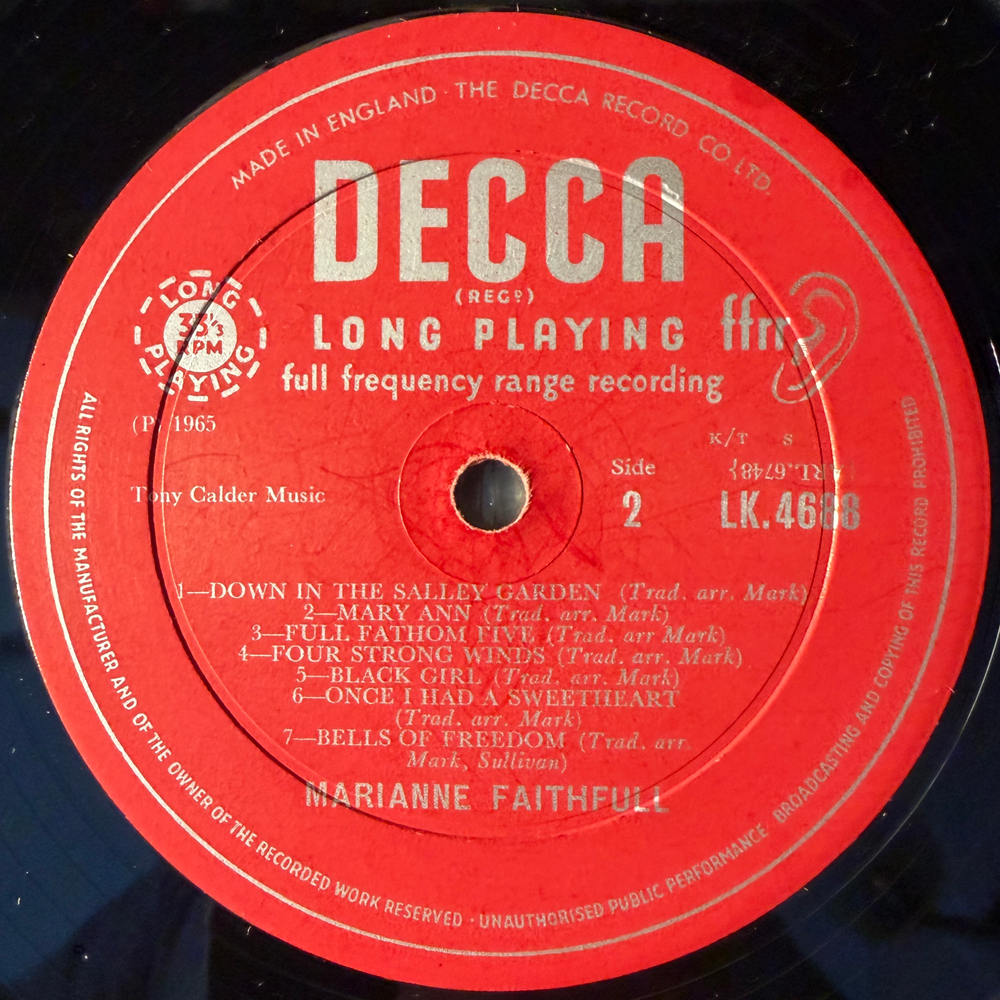 MADE IN ENGLAND · THE DECCA RECORD CO. LTD.
DECCA
(REGD)
LONG PLAYING
ffrr
full frequency range recording
LONG
33⅓
RPM
PLAYING
(P) 1965
K/T S
Tony Calder Music
Side
2
{ARL.6748}
LK.4688
1—DOWN IN THE SALLEY GARDEN (Trad. arr. Mark)
2—MARY ANN (Trad. arr. Mark)
3—FULL FATHOM FIVE (Trad. arr Mark)
4—FOUR STRONG WINDS (Trad. arr. Mark)
5—BLACK GIRL (Trad. arr. Mark)
6—ONCE I HAD A SWEETHEART
(Trad. arr. Mark)
7—BELLS OF FREEDOM (Trad. arr.
Mark, Sullivan)
MARIANNE FAITHFULL
ALL RIGHTS OF THE MANUFACTURER AND OF THE OWNER OF THE RECORDED WORK RESERVED · UNAUTHORISED PUBLIC PERFORMANCE · BROADCASTING AND COPYING OF THIS RECORD PROHIBITED